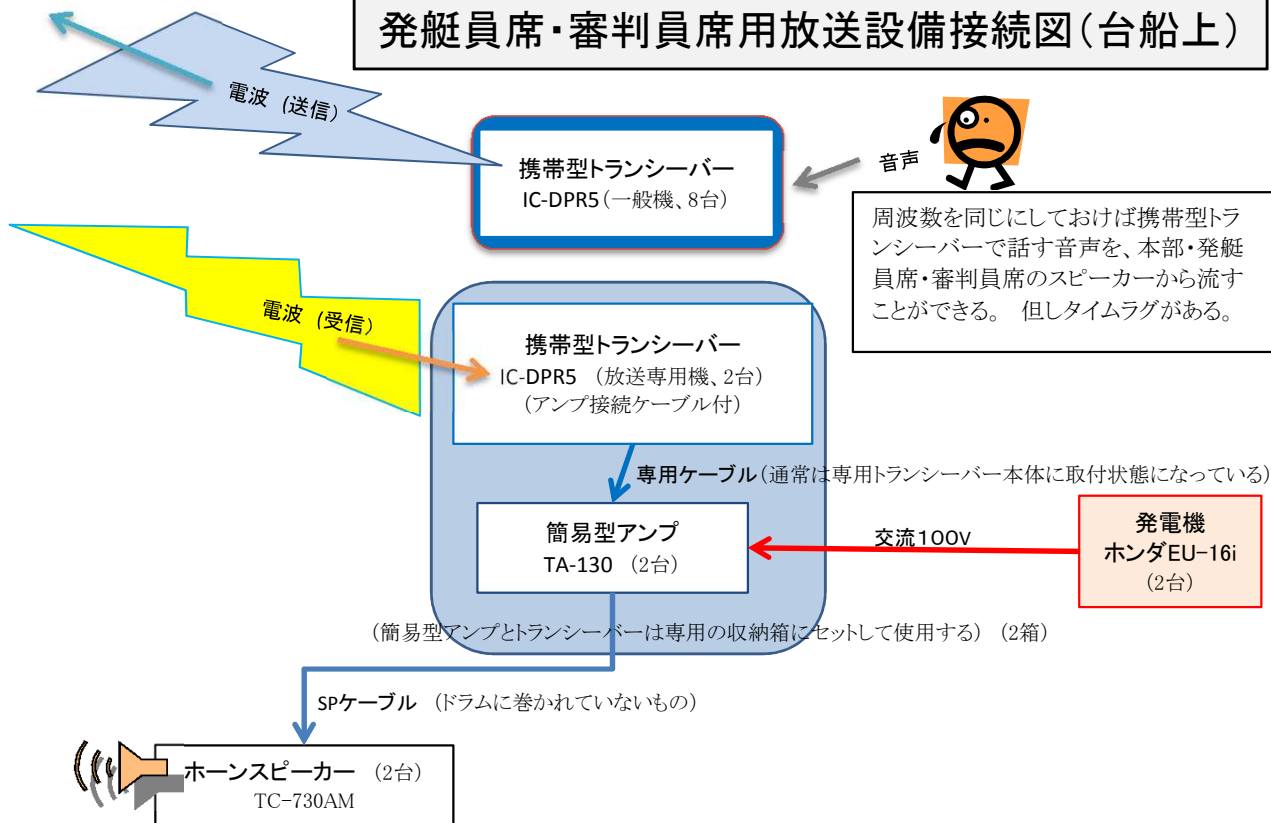 発艇員席・審判員席用放送設備接続図（台船上）
電波 (送信)
携帯型トランシーバー
IC-DPR5（一般機、8台）
音声
周波数を同じにしておけば携帯型トラ
ンシーバーで話す音声を、本部・発艇
員席・審判員席のスピーカーから流す
ことができる。　但しタイムラグがある。
電波 (受信)
携帯型トランシーバー
IC-DPR5　（放送専用機、2台）
（アンプ接続ケーブル付）
専用ケーブル（通常は専用トランシーバー本体に取付状態になっている）
簡易型アンプ
TA-130　（2台）
交流１００V
発電機
ホンダEU-16i
（2台）
（簡易型アンプとトランシーバーは専用の収納箱にセットして使用する）　（2箱）
SPケーブル　（ドラムに巻かれていないもの）
ホーンスピーカー　（2台）
TC-730AM